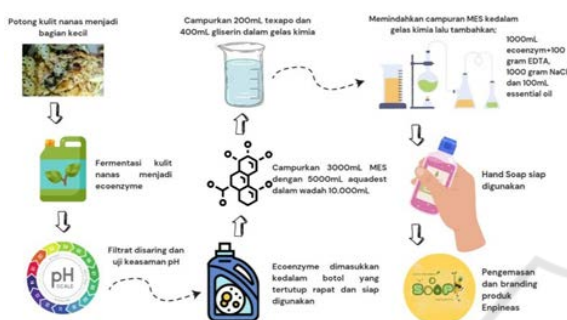 Potong kulit nanas menjadi
bagian kecil
Fermentasi kulit
nanas menjadi
ecoenzyme
Filtrat disaring dan
uji keasaman pH
pH
SCALE
Ecoenzyme dimasukkan
kedalam botol yang
tertutup rapat dan siap
digunakan
Campurkan 3000mL MES
dengan 5000mL aquadest
dalam wadah 10.000mL
Campurkan 200mL texapo dan
400mL gliserin dalam gelas kimia
Memindahkan campuran MES kedalam
gelas kimia lalu tambahkan;
1000mL
ecoenzym+100
gram EDTA,
1000 gram NaCl
dan 100mL
essential oil
Hand Soap siap
digunakan
Pengemasan
dan branding
produk
Enpineas
SOAP